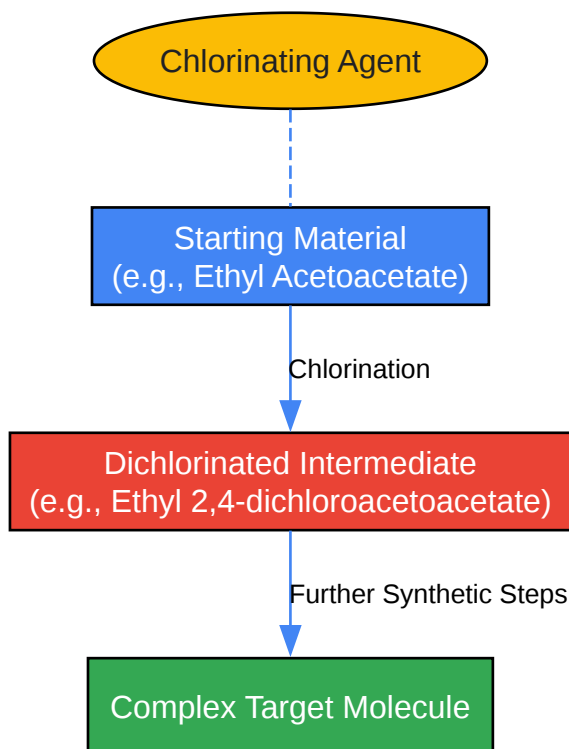 Chlorinating Agent
Starting Material
(e.g., Ethyl Acetoacetate)
Chlorination
Dichlorinated Intermediate
(e.g., Ethyl 2,4-dichloroacetoacetate)
Further Synthetic Steps
Complex Target Molecule